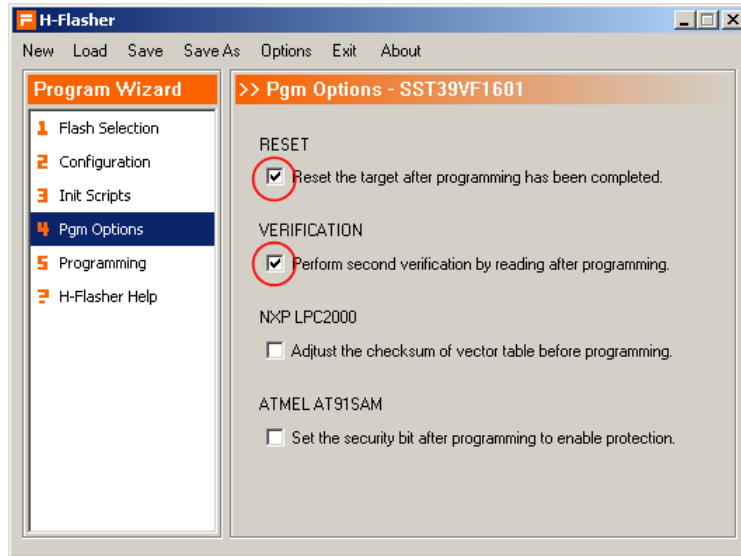 H-Flasher
New Load Save Save As Options Exit About
Program Wizard
1 Flash Selection
2 Configuration
3 Init Scripts
4 Pgm Options
5 Programming
? H-Flasher Help
>> Pgm Options - SST39VF1601
RESET
Reset the target after programming has been completed.
VERIFICATION
Perform second verification by reading after programming.
NXP LPC2000
Adjtust the checksum of vector table before programming.
ATMEL AT91SAM
Set the security bit after programming to enable protection.